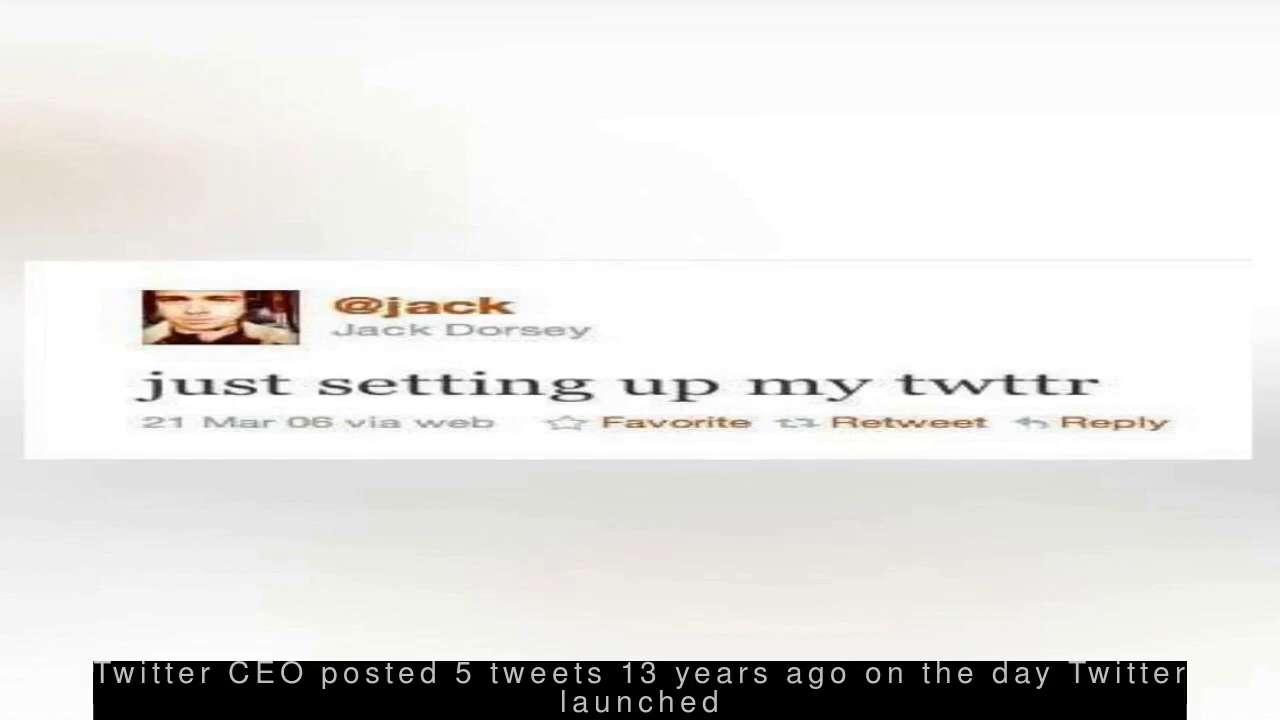 @jack
Jack Dorsey
just setting up my twttr
21 Mar 06 via web Favorite Retweet Reply
Twitter CEO posted 5 tweets 13 years ago on the day Twitter
launched